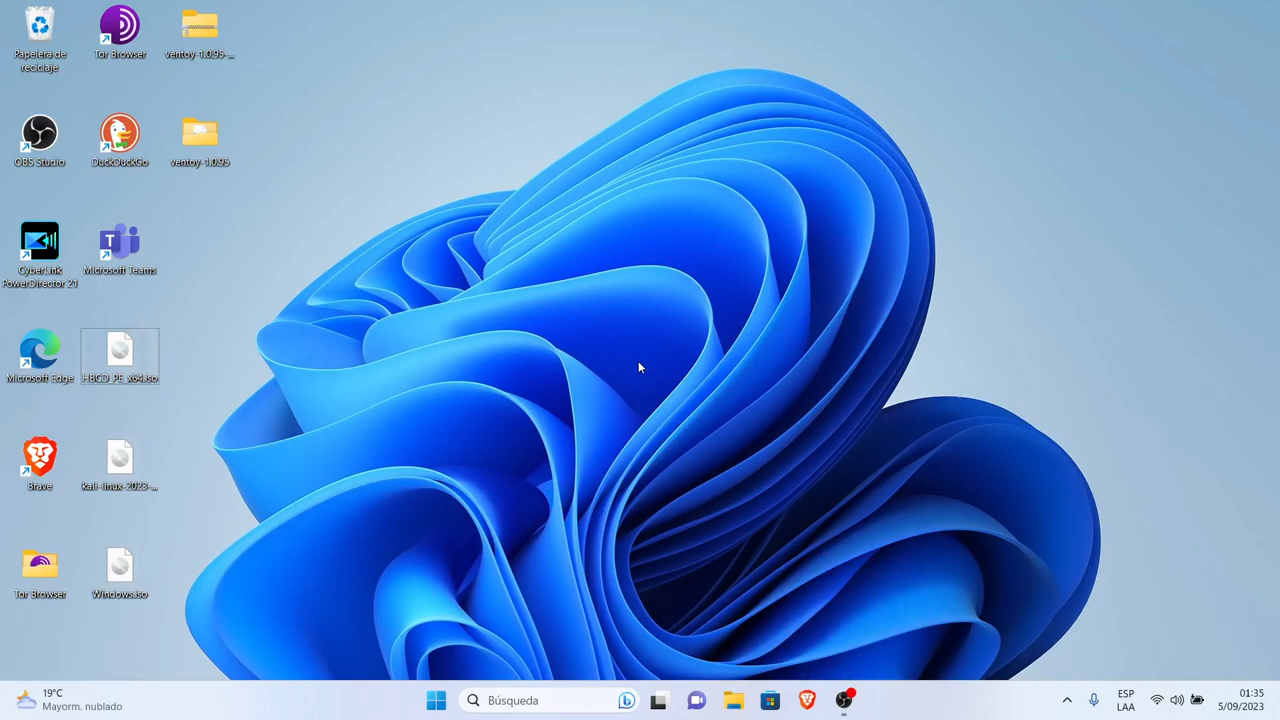 Papelera de
reciclaje
Tor Browser
ventoy-1.0.95-...
OBS Studio
DuckDuckGo
ventoy-1.0.95
CyberLink
PowerDirector 21
Microsoft Teams
Microsoft Edge
HBCD_PE_x64.iso
Brave
kali-linux-2023-...
Tor Browser
Windows.iso
19°C
Mayorm. nublado
Búsqueda
ESP
LAA
01:35
5/09/2023